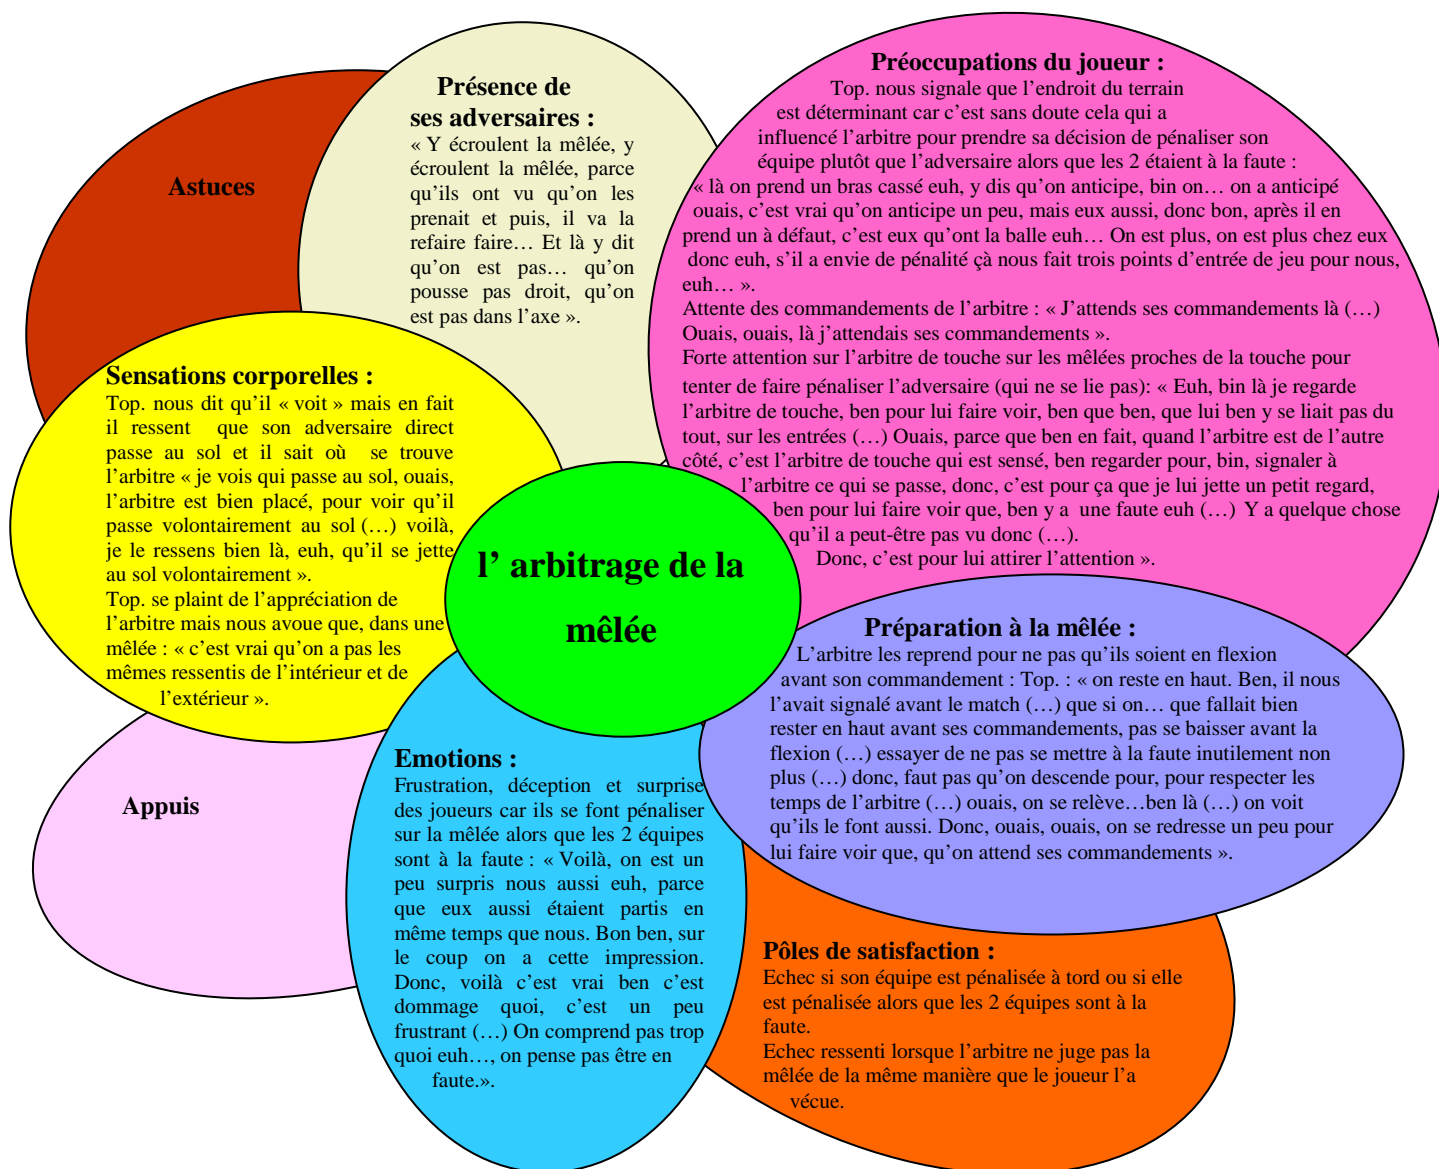 Astuces
Présence de
ses adversaires :
« Y écroulent la mêlée, y
écroulent la mêlée, parce
qu'ils ont vu qu'on les
prenait et puis, il va la
refaire faire… Et là y dit
qu'on est pas… qu'on
pousse pas droit, qu'on
est pas dans l'axe ».
Préoccupations du joueur :
Top. nous signale que l'endroit du terrain
est déterminant car c'est sans doute cela qui a
influencé l'arbitre pour prendre sa décision de pénaliser son
équipe plutôt que l'adversaire alors que les 2 étaient à la faute :
« là on prend un bras cassé euh, y dis qu'on anticipe, bin on… on a anticipé
ouais, c'est vrai qu'on anticipe un peu, mais eux aussi, donc bon, après il en
prend un à défaut, c'est eux qu'ont la balle euh… On est plus, on est plus chez eux
donc euh, s'il a envie de pénalité çà nous fait trois points d'entrée de jeu pour nous,
euh… ».
Attente des commandements de l'arbitre : « J'attends ses commandements là (…)
Ouais, ouais, là j'attendais ses commandements ».
Forte attention sur l'arbitre de touche sur les mêlées proches de la touche pour
tenter de faire pénaliser l'adversaire (qui ne se lie pas): « Euh, bin là je regarde
l'arbitre de touche, ben pour lui faire voir, ben que ben, que lui ben y se liait pas du
tout, sur les entrées (…) Ouais, parce que ben en fait, quand l'arbitre est de l'autre
côté, c'est l'arbitre de touche qui est sensé, ben regarder pour, bin, signaler à
l'arbitre ce qui se passe, donc, c'est pour ça que je lui jette un petit regard,
ben pour lui faire voir que, ben y a une faute euh (…) Y a quelque chose
qu'il a peut-être pas vu donc (…).
Donc, c'est pour lui attirer l'attention ».
Sensations corporelles :
Top. nous dit qu'il « voit » mais en fait
il ressent que son adversaire direct
passe au sol et il sait où se trouve
l'arbitre « je vois qui passe au sol, ouais,
l'arbitre est bien placé, pour voir qu'il
passe volontairement au sol (…) voilà,
je le ressens bien là, euh, qu'il se jette
au sol volontairement ».
Top. se plaint de l'appréciation de
l'arbitre mais nous avoue que, dans une
mêlée : « c'est vrai qu'on a pas les
mêmes ressentis de l'intérieur et de
l'extérieur ».
l' arbitrage de la
mêlée
Préparation à la mêlée :
L'arbitre les reprend pour ne pas qu'ils soient en flexion
avant son commandement : Top. : « on reste en haut. Ben, il nous
l'avait signalé avant le match (…) que si on… que fallait bien
rester en haut avant ses commandements, pas se baisser avant la
flexion (…) essayer de ne pas se mettre à la faute inutilement non
plus (…) donc, faut pas qu'on descende pour, pour respecter les
temps de l'arbitre (…) ouais, on se relève…ben là (…) on voit
qu'ils le font aussi. Donc, ouais, ouais, on se redresse un peu pour
lui faire voir que, qu'on attend ses commandements ».
Appuis
Emotions :
Frustration, déception et surprise
des joueurs car ils se font pénaliser
sur la mêlée alors que les 2 équipes
sont à la faute : « Voilà, on est un
peu surpris nous aussi euh, parce
que eux aussi étaient partis en
même temps que nous. Bon ben, sur
le coup on a cette impression.
Donc, voilà c'est vrai ben c'est
dommage quoi, c'est un peu
frustrant (…) On comprend pas trop
quoi euh…, on pense pas être en
faute.».
Pôles de satisfaction :
Echec si son équipe est pénalisée à tord ou si elle
est pénalisée alors que les 2 équipes sont à la
faute.
Echec ressenti lorsque l'arbitre ne juge pas la
mêlée de la même manière que le joueur l'a
vécue.